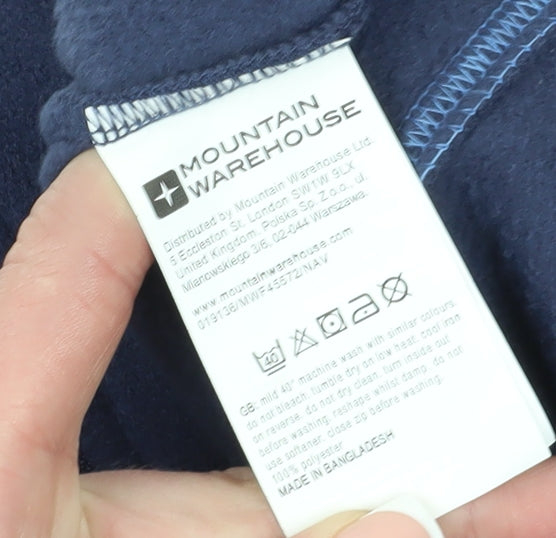 MOUNTAIN
WAREHOUSE
Distributed by Mountain Warehouse Ltd.
5 Eccleston St. London SW1W 9LX
United Kingdom. Polska Sp. Z.o.o., ul.
Mianowskiego 3/6, 02-044 Warszawa.
www.mountainwarehouse.com
019136/MWF45572/NAV
40
GB: mild 40° machine wash with similar colours.
do not bleach. tumble dry on low heat. cool iron
on reverse. do not dry clean. turn inside out
before washing. reshape whilst damp. do not
use softener. close zip before washing.
100% polyester
MADE IN BANGLADESH